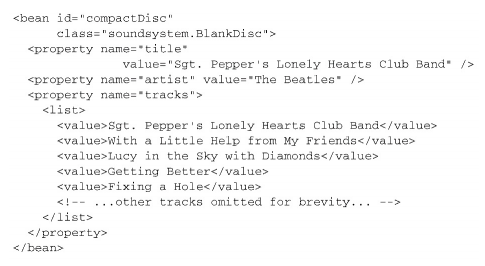 <bean id="compactDisc"
      class="soundsystem.BlankDisc">
  <property name="title"
              value="Sgt. Pepper's Lonely Hearts Club Band" />
  <property name="artist" value="The Beatles" />
  <property name="tracks">
    <list>
      <value>Sgt. Pepper's Lonely Hearts Club Band</value>
      <value>With a Little Help from My Friends</value>
      <value>Lucy in the Sky with Diamonds</value>
      <value>Getting Better</value>
      <value>Fixing a Hole</value>
      <!-- ...other tracks omitted for brevity... -->
    </list>
  </property>
</bean>